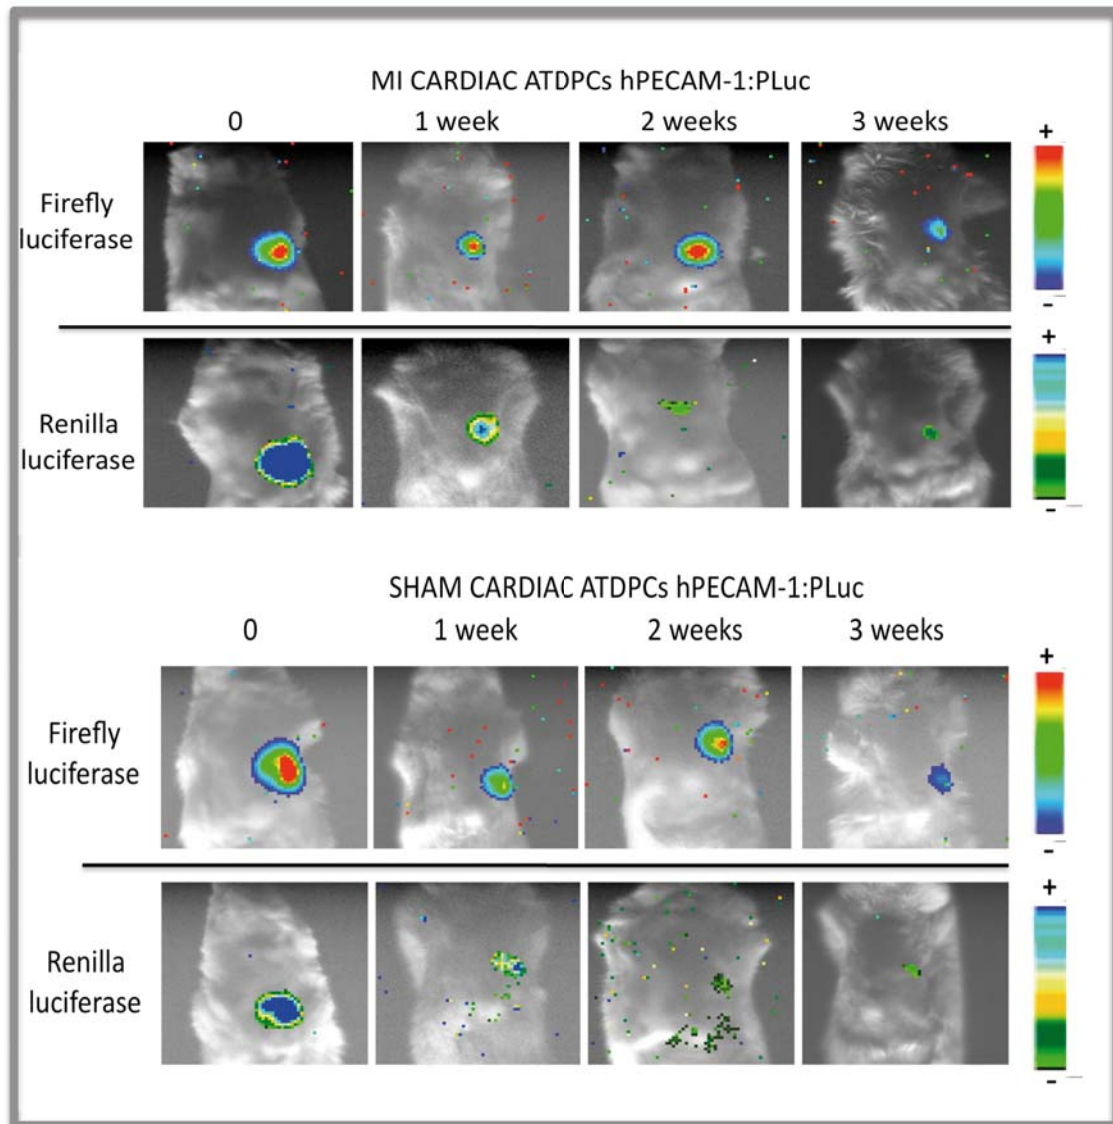 MI CARDIAC ATDPCs hPECAM-1:PLuc
0 1 week 2 weeks 3 weeks
+
Firefly
luciferase
-
+
Renilla
luciferase
-
SHAM CARDIAC ATDPCs hPECAM-1:PLuc
0 1 week 2 weeks 3 weeks
+
Firefly
luciferase
-
+
Renilla
luciferase
-